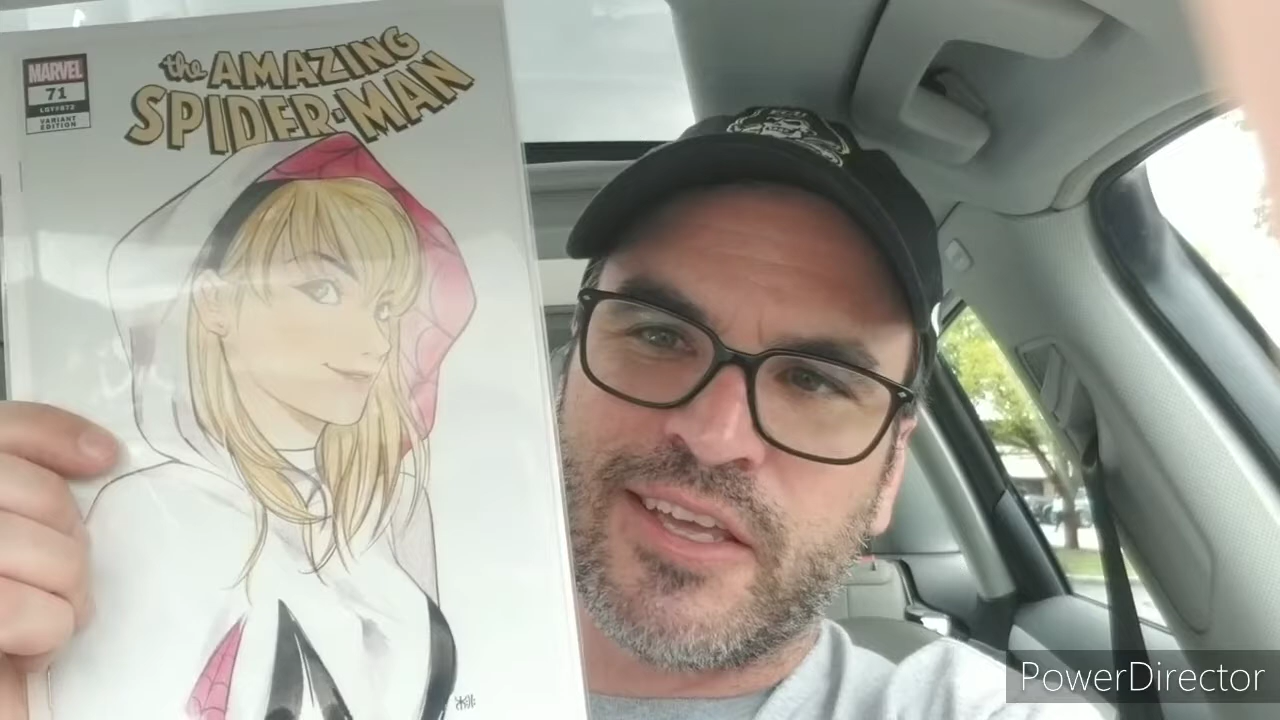 MARVEL
71
LGY#872
VARIANT
EDITION
the AMAZING
SPIDER-MAN
PowerDirector